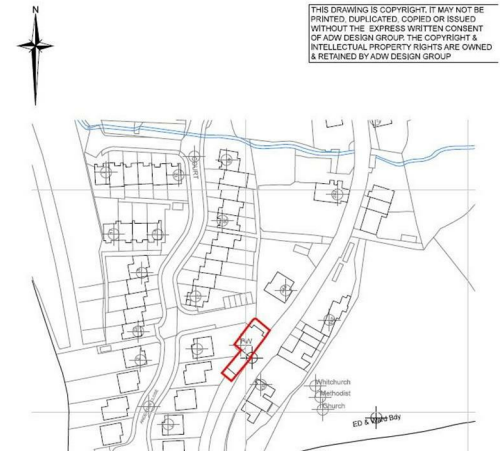 N
THIS DRAWING IS COPYRIGHT, IT MAY NOT BE
PRINTED, DUPLICATED, COPIED OR ISSUED
WITHOUT THE EXPRESS WRITTEN CONSENT
OF ADW DESIGN GROUP. THE COPYRIGHT &
INTELLECTUAL PROPERTY RIGHTS ARE OWNED
& RETAINED BY ADW DESIGN GROUP
COURT
PW
Whitchurch
Methodist
Church
ED & Ward Bdy